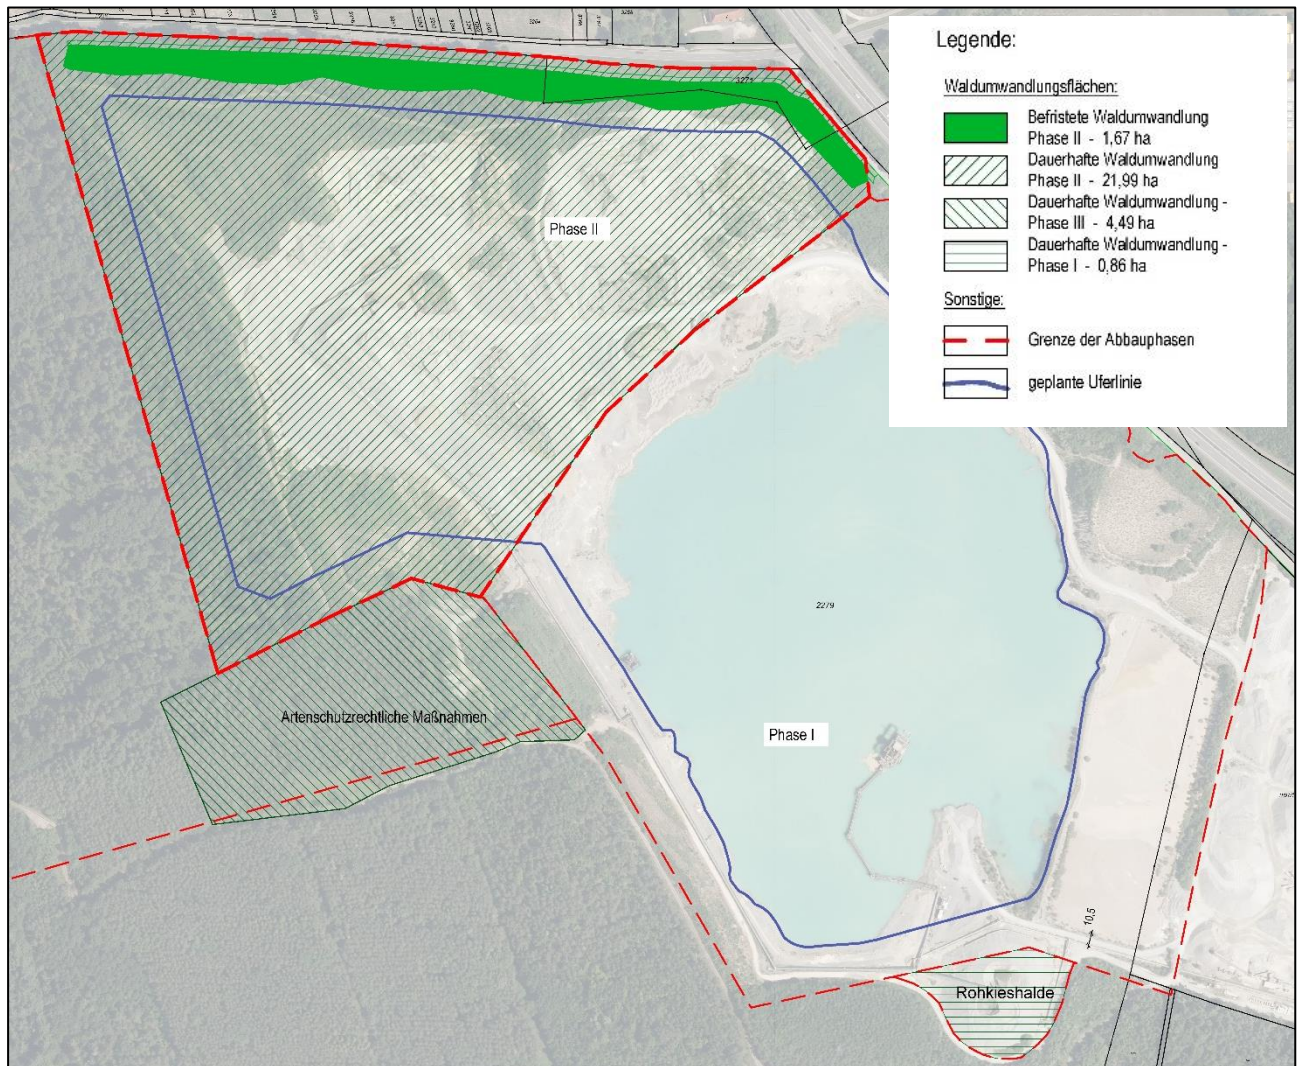 Legende:
Waldumwandlungsflächen:
Befristete Waldumwandlung
Phase II - 1,67 ha
Dauerhafte Waldumwandlung
Phase II - 21,99 ha
Dauerhafte Waldumwandlung -
Phase III - 4,49 ha
Dauerhafte Waldumwandlung -
Phase I - 0,86 ha
Sonstige:
Grenze der Abbauphasen
geplante Uferlinie
Phase II
2279
Artenschutzrechtliche Maßnahmen
Phase I
10,5
Rohkieshalde